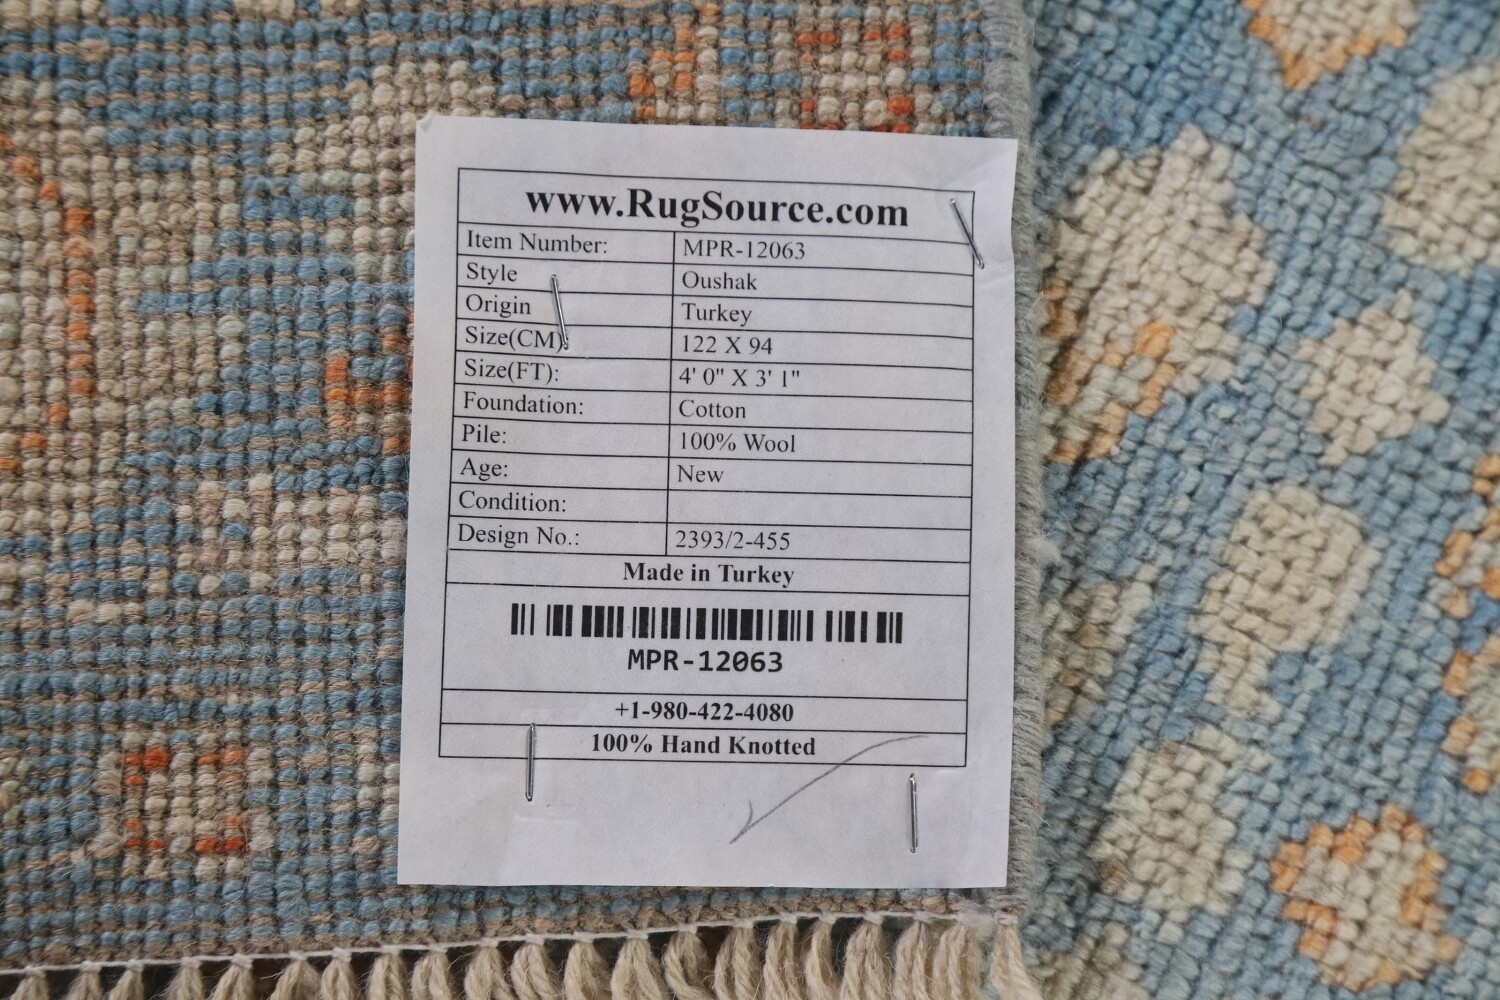 www.RugSource.com
Item Number: MPR-12063
Style Oushak
Origin Turkey
Size(CM): 122 X 94
Size(FT): 4' 0" X 3' 1"
Foundation: Cotton
Pile: 100% Wool
Age: New
Condition:
Design No.: 2393/2-455
Made in Turkey
MPR-12063
+1-980-422-4080
100% Hand Knotted